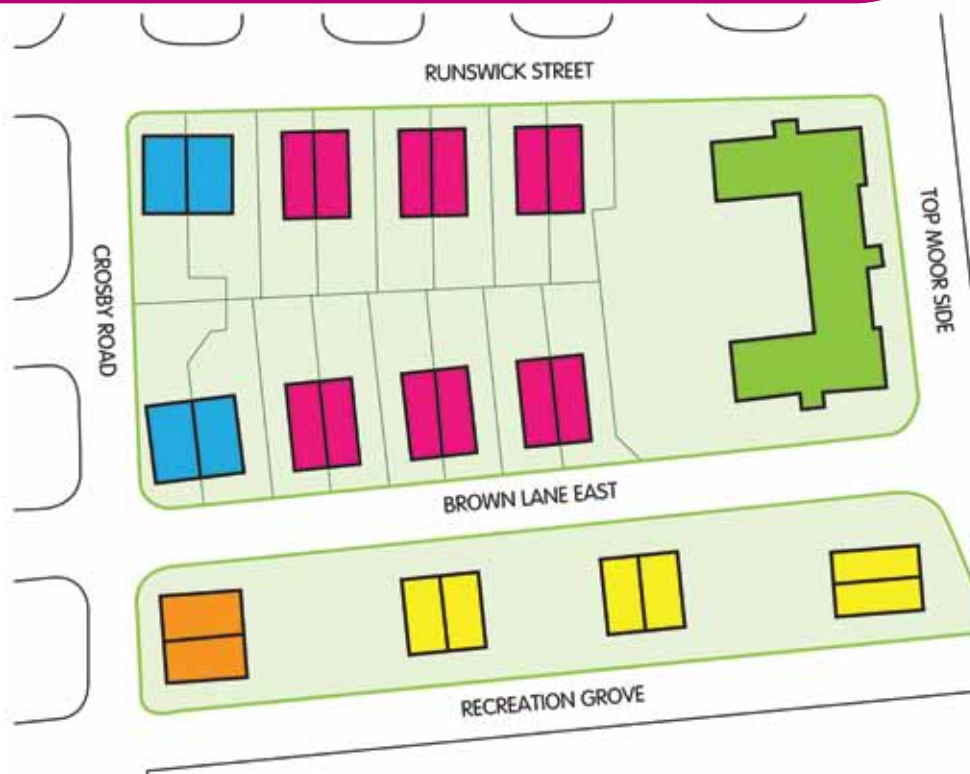 RUNSWICK STREET
CROSBY ROAD
TOP MOOR SIDE
BROWN LANE EAST
RECREATION GROVE